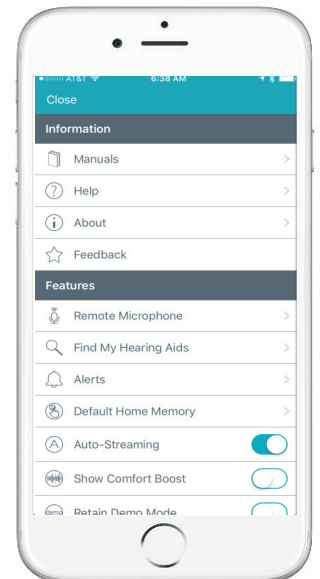 AT&T 6:38 AM
Close
Information
Manuals
Help
About
Feedback
Features
Remote Microphone
Find My Hearing Aids
Alerts
Default Home Memory
Auto-Streaming
Show Comfort Boost
Retain Demo Mode